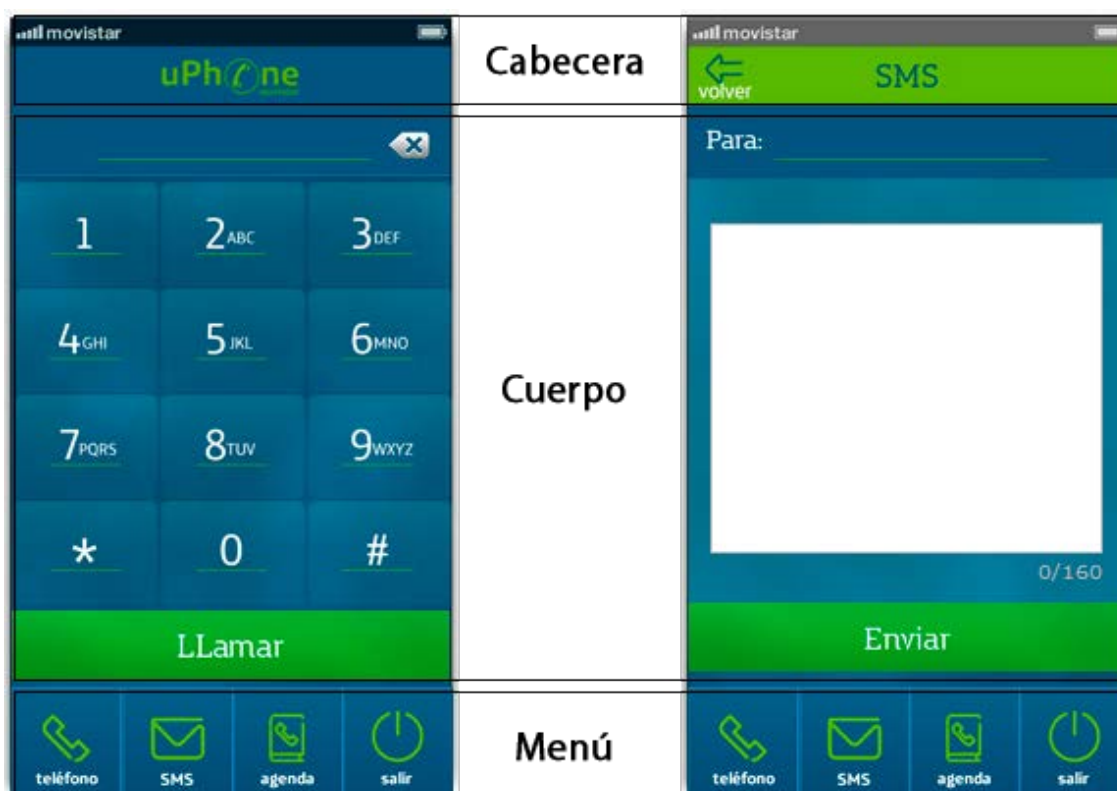 movistar
uPhone
1
2ABC
3DEF
4GHI
5JKL
6MNO
7PQRS
8TUV
9WXYZ
*
0
#
LLamar
teléfono
SMS
agenda
salir
Cabecera
Cuerpo
Menú
movistar
volver
SMS
Para:
0/160
Enviar
teléfono
SMS
agenda
salir